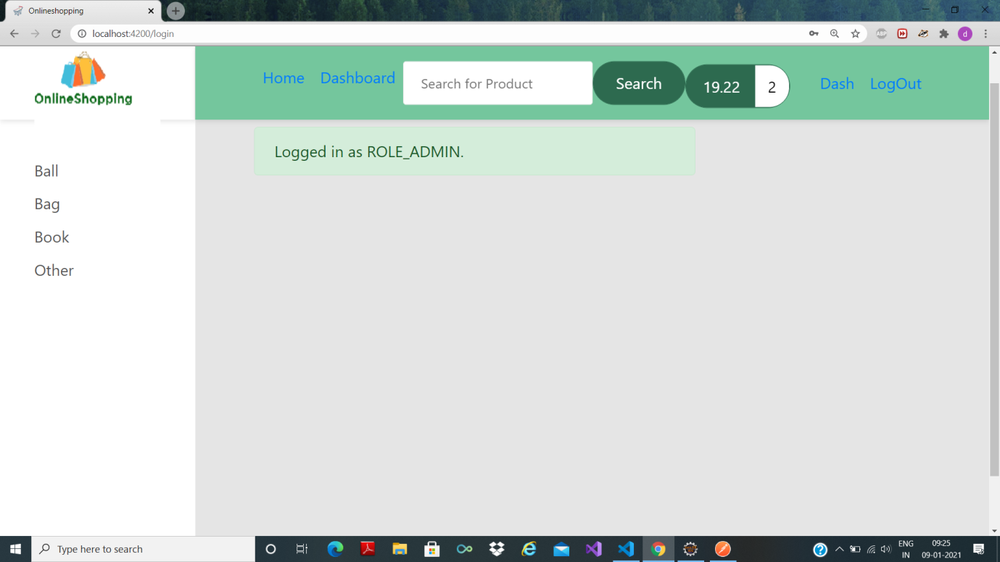 Onlineshopping
localhost:4200/login
ABP
d
OnlineShopping
Home Dashboard Search for Product Search 19.22 2 Dash LogOut
Logged in as ROLE_ADMIN.
Ball
Bag
Book
Other
Type here to search
ENG
IN
09:25
09-01-2021